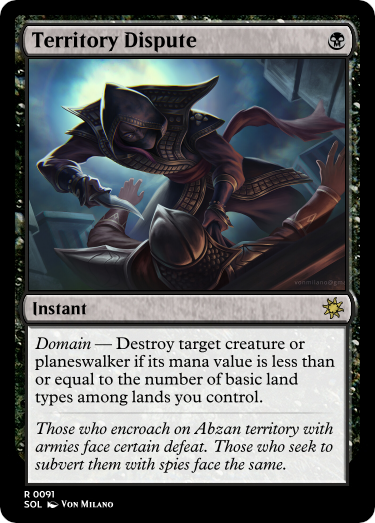 Territory Dispute
Instant
Domain — Destroy target creature or
planeswalker if its mana value is less than
or equal to the number of basic land
types among lands you control.
Those who encroach on Abzan territory with
armies face certain defeat. Those who seek to
subvert them with spies face the same.
R 0091
SOL Von Milano